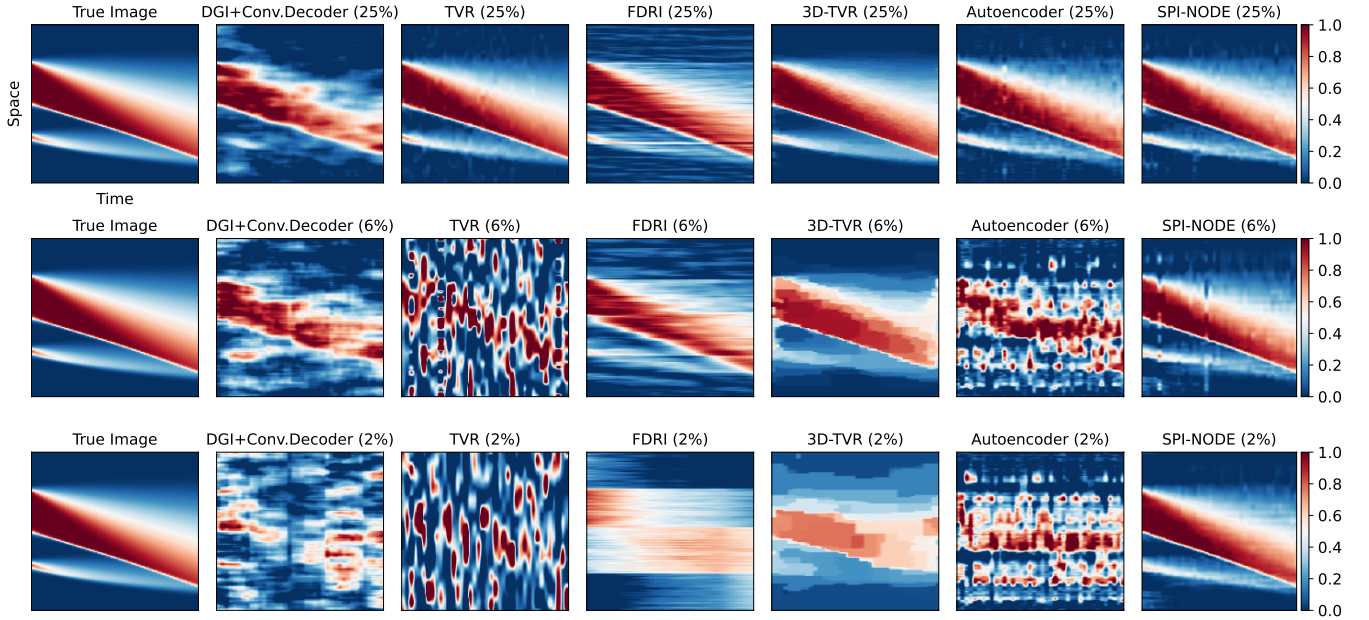 True Image
DGI+Conv.Decoder (25%)
TVR (25%)
FDRI (25%)
3D-TVR (25%)
Autoencoder (25%)
SPI-NODE (25%)
Space
Time
1.0
0.8
0.6
0.4
0.2
0.0
True Image
DGI+Conv.Decoder (6%)
TVR (6%)
FDRI (6%)
3D-TVR (6%)
Autoencoder (6%)
SPI-NODE (6%)
1.0
0.8
0.6
0.4
0.2
0.0
True Image
DGI+Conv.Decoder (2%)
TVR (2%)
FDRI (2%)
3D-TVR (2%)
Autoencoder (2%)
SPI-NODE (2%)
1.0
0.8
0.6
0.4
0.2
0.0